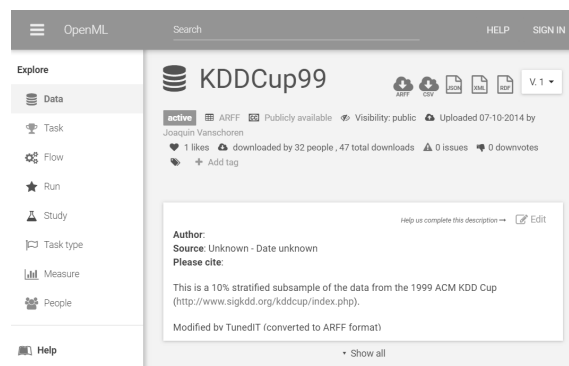 OpenML
Search
HELP
SIGN IN
Explore
Data
Task
Flow
Run
Study
Task type
Measure
People
Help
KDDCup99
ARFF
CSV
JSON
XML
RDF
V. 1
active ARFF Publicly available Visibility: public Uploaded 07-10-2014 by
Joaquin Vanschoren
1 likes downloaded by 32 people , 47 total downloads 0 issues 0 downvotes
+ Add tag
Help us complete this description → Edit
Author:
Source: Unknown - Date unknown
Please cite:
This is a 10% stratified subsample of the data from the 1999 ACM KDD Cup
(http://www.sigkdd.org/kddcup/index.php).
Modified by TunedIT (converted to ARFF format)
Show all